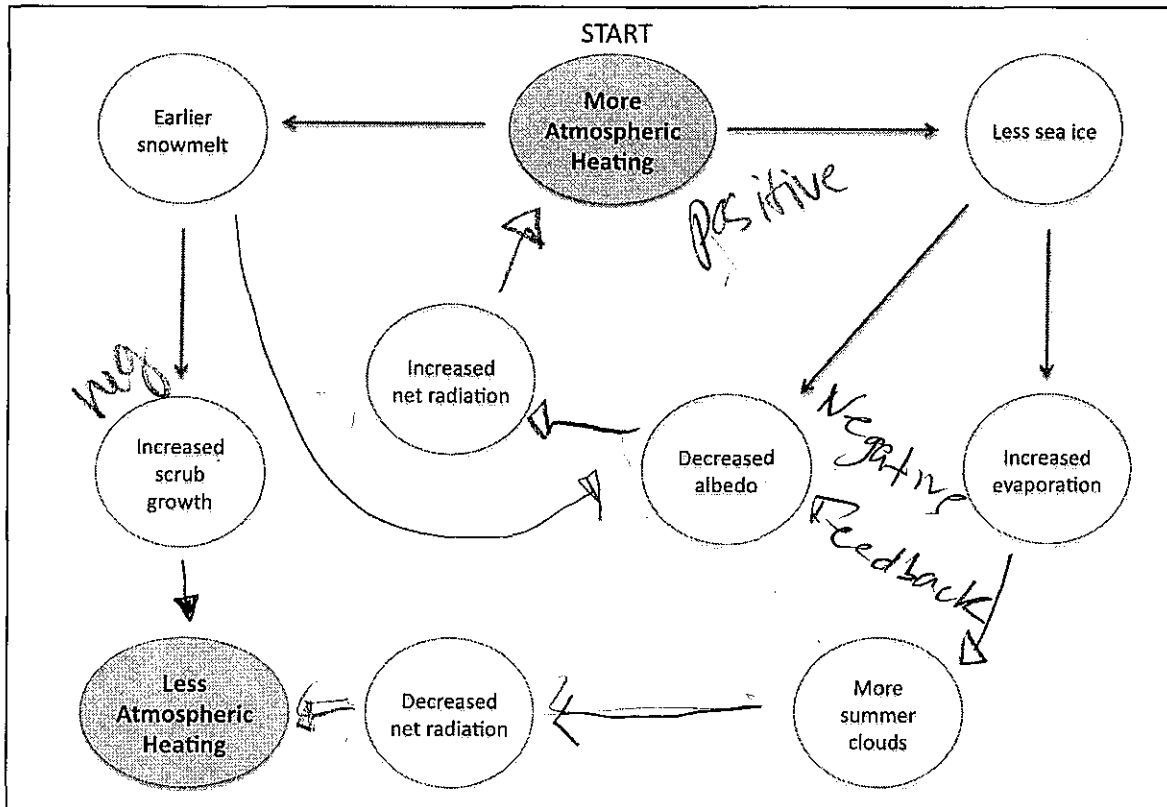 START
More
Atmospheric
Heating
Earlier
snowmelt
Less sea ice
positive
Increased
net radiation
neg
Increased
scrub
growth
Decreased
albedo
Negative
Feedback
Increased
evaporation
Less
Atmospheric
Heating
Decreased
net radiation
More
summer
clouds